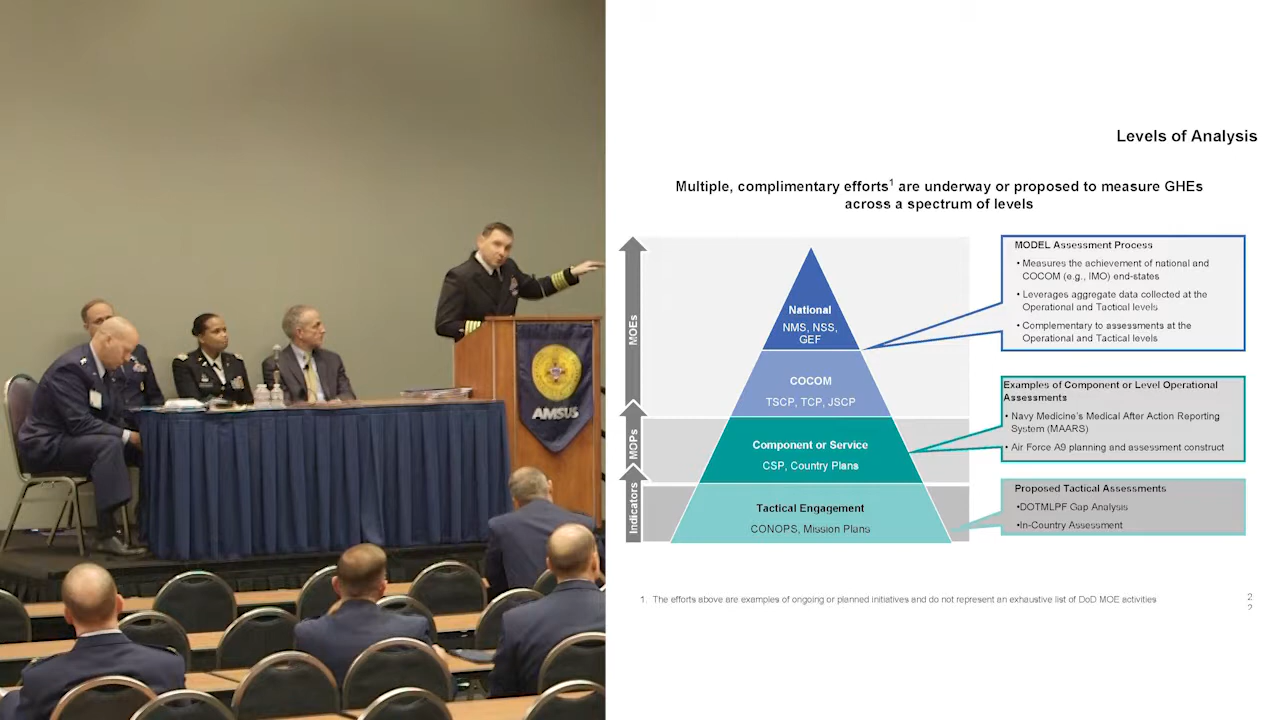 AMSUS
Levels of Analysis
Multiple, complimentary efforts1 are underway or proposed to measure GHEs
across a spectrum of levels
MOEs
MOPs
Indicators
National
NMS, NSS,
GEF
COCOM
TSCP, TCP, JSCP
Component or Service
CSP, Country Plans
Tactical Engagement
CONOPS, Mission Plans
MODEL Assessment Process
• Measures the achievement of national and
COCOM (e.g., IMO) end-states
• Leverages aggregate data collected at the
Operational and Tactical levels
• Complementary to assessments at the
Operational and Tactical levels
Examples of Component or Level Operational
Assessments
• Navy Medicine's Medical After Action Reporting
System (MAARS)
• Air Force A9 planning and assessment construct
Proposed Tactical Assessments
•DOTMLPF Gap Analysis
•In-Country Assessment
1. The efforts above are examples of ongoing or planned initiatives and do not represent an exhaustive list of DoD MOE activities
2
2